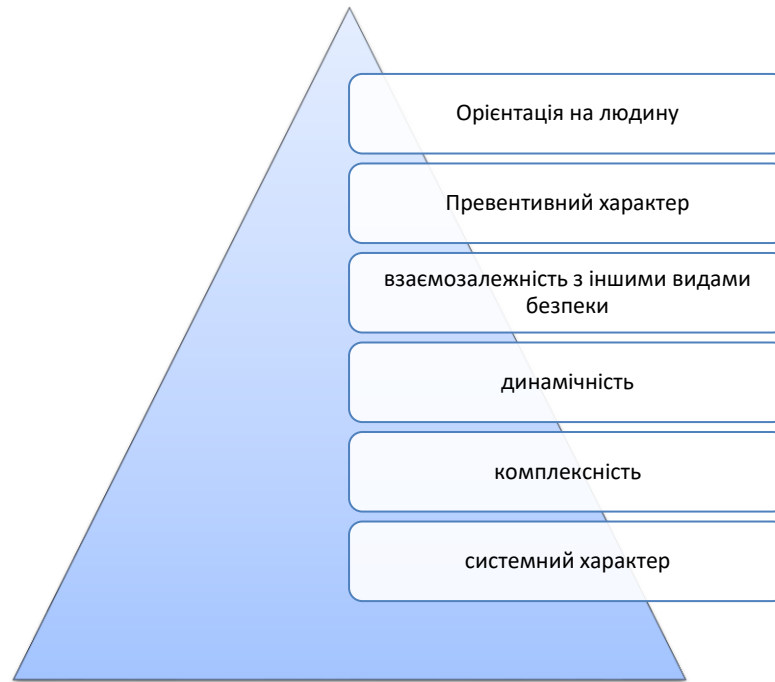 Орієнтація на людину
Превентивний характер
взаємозалежність з іншими видами
безпеки
динамічність
комплексність
системний характер